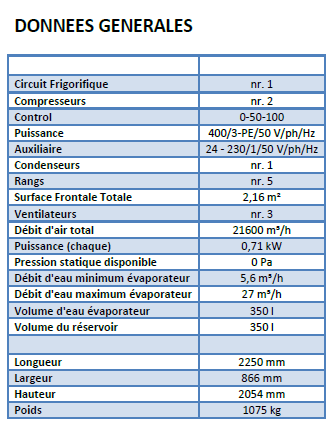 DONNEES GENERALES
Circuit Frigorifique nr. 1
Compresseurs nr. 2
Control 0-50-100
Puissance 400/3-PE/50 V/ph/Hz
Auxiliaire 24 - 230/1/50 V/ph/Hz
Condenseurs nr. 1
Rangs nr. 5
Surface Frontale Totale 2,16 m²
Ventilateurs nr. 3
Débit d'air total 21600 m³/h
Puissance (chaque) 0,71 kW
Pression statique disponible 0 Pa
Débit d'eau minimum évaporateur 5,6 m³/h
Débit d'eau maximum évaporateur 27 m³/h
Volume d'eau évaporateur 350 l
Volume du réservoir 350 l
Longueur 2250 mm
Largeur 866 mm
Hauteur 2054 mm
Poids 1075 kg